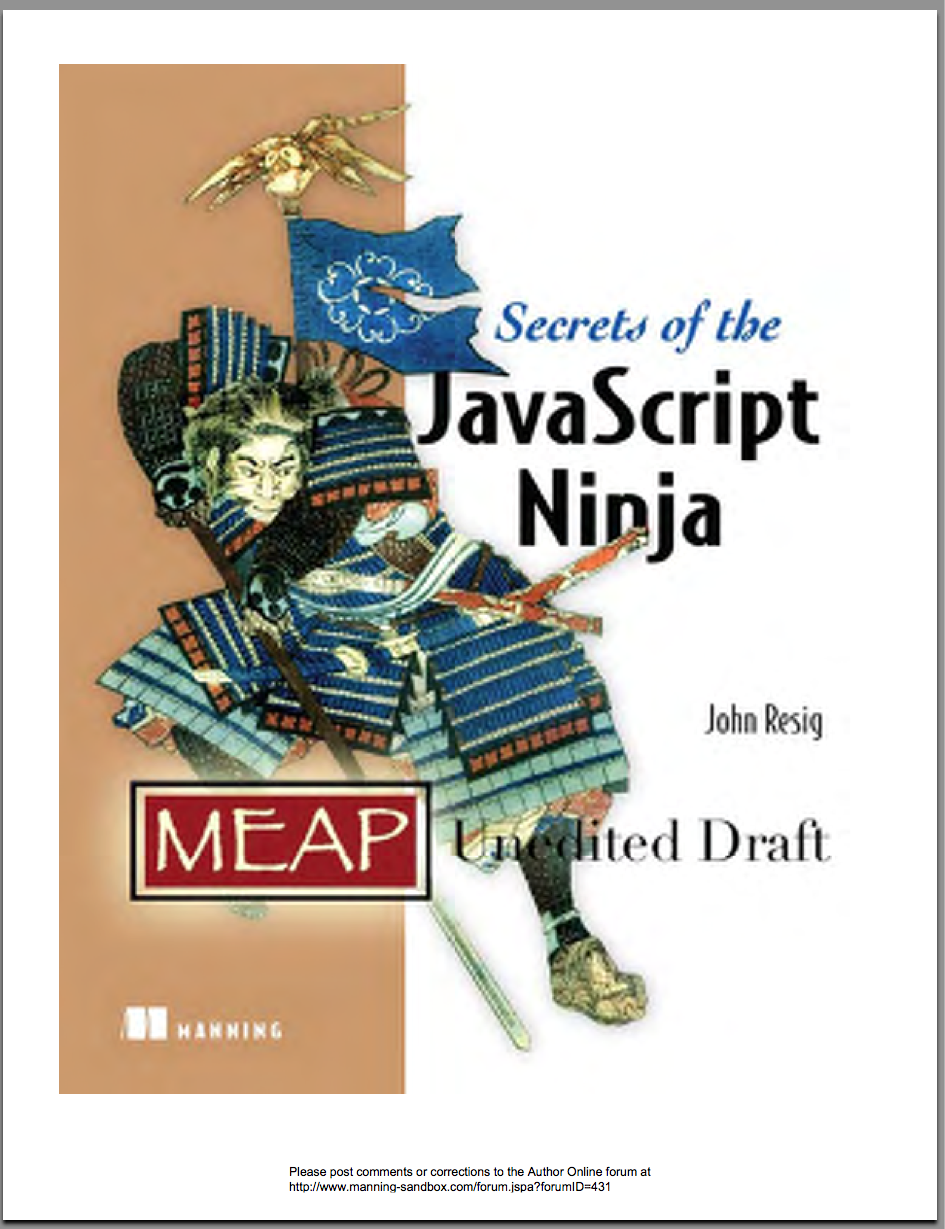 Secrets of the
JavaScript
Ninja
John Resig
MEAP Unedited Draft
MANNING
Please post comments or corrections to the Author Online forum at
http://www.manning-sandbox.com/forum.jspa?forumID=431